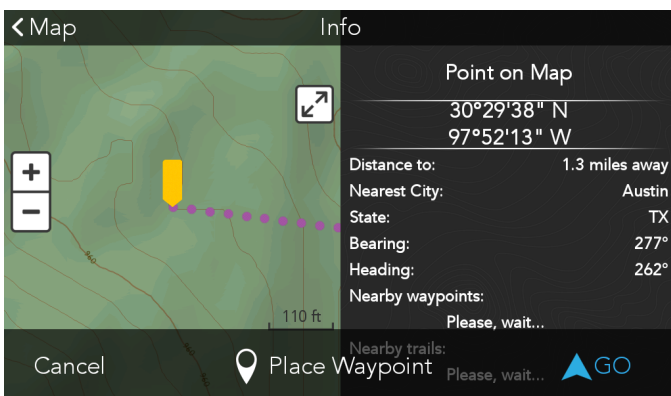 Map
Info
Point on Map
30°29'38" N
97°52'13" W
Distance to: 1.3 miles away
Nearest City: Austin
State: TX
Bearing: 277°
Heading: 262°
Nearby waypoints:
Please, wait...
Nearby trails:
Please, wait...
+
−
960
960
110 ft
Cancel
Place Waypoint
GO